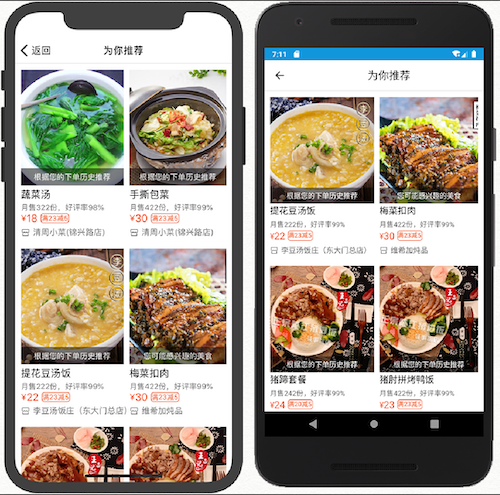 返回 为你推荐
根据您的下单历史推荐 根据您的下单历史推荐
蔬菜汤 手撕包菜
月售322份，好评率98% 月售422份，好评率99%
¥18 满23减5 ¥30 满23减5
清周小菜(锦兴路店) 清周小菜(锦兴路店)
根据您的下单历史推荐 您可能感兴趣的美食
提花豆汤饭 梅菜扣肉
月售222份，好评率99% 月售422份，好评率99%
¥22 满23减5 ¥30 满23减5
李豆汤饭庄（东大门总店） 维希加炖品
7:11
为你推荐
根据您的下单历史推荐 您可能感兴趣的美食
提花豆汤饭 梅菜扣肉
月售222份，好评率99% 月售422份，好评率99%
¥22 满23减5 ¥30 满23减5
李豆汤饭庄（东大门总店） 维希加炖品
根据您的下单历史推荐 根据您的下单历史推荐
猪蹄套餐 猪肘拼烤鸭饭
月售242份，好评率99% 月售422份，好评率99%
¥24 ¥23 满23减5